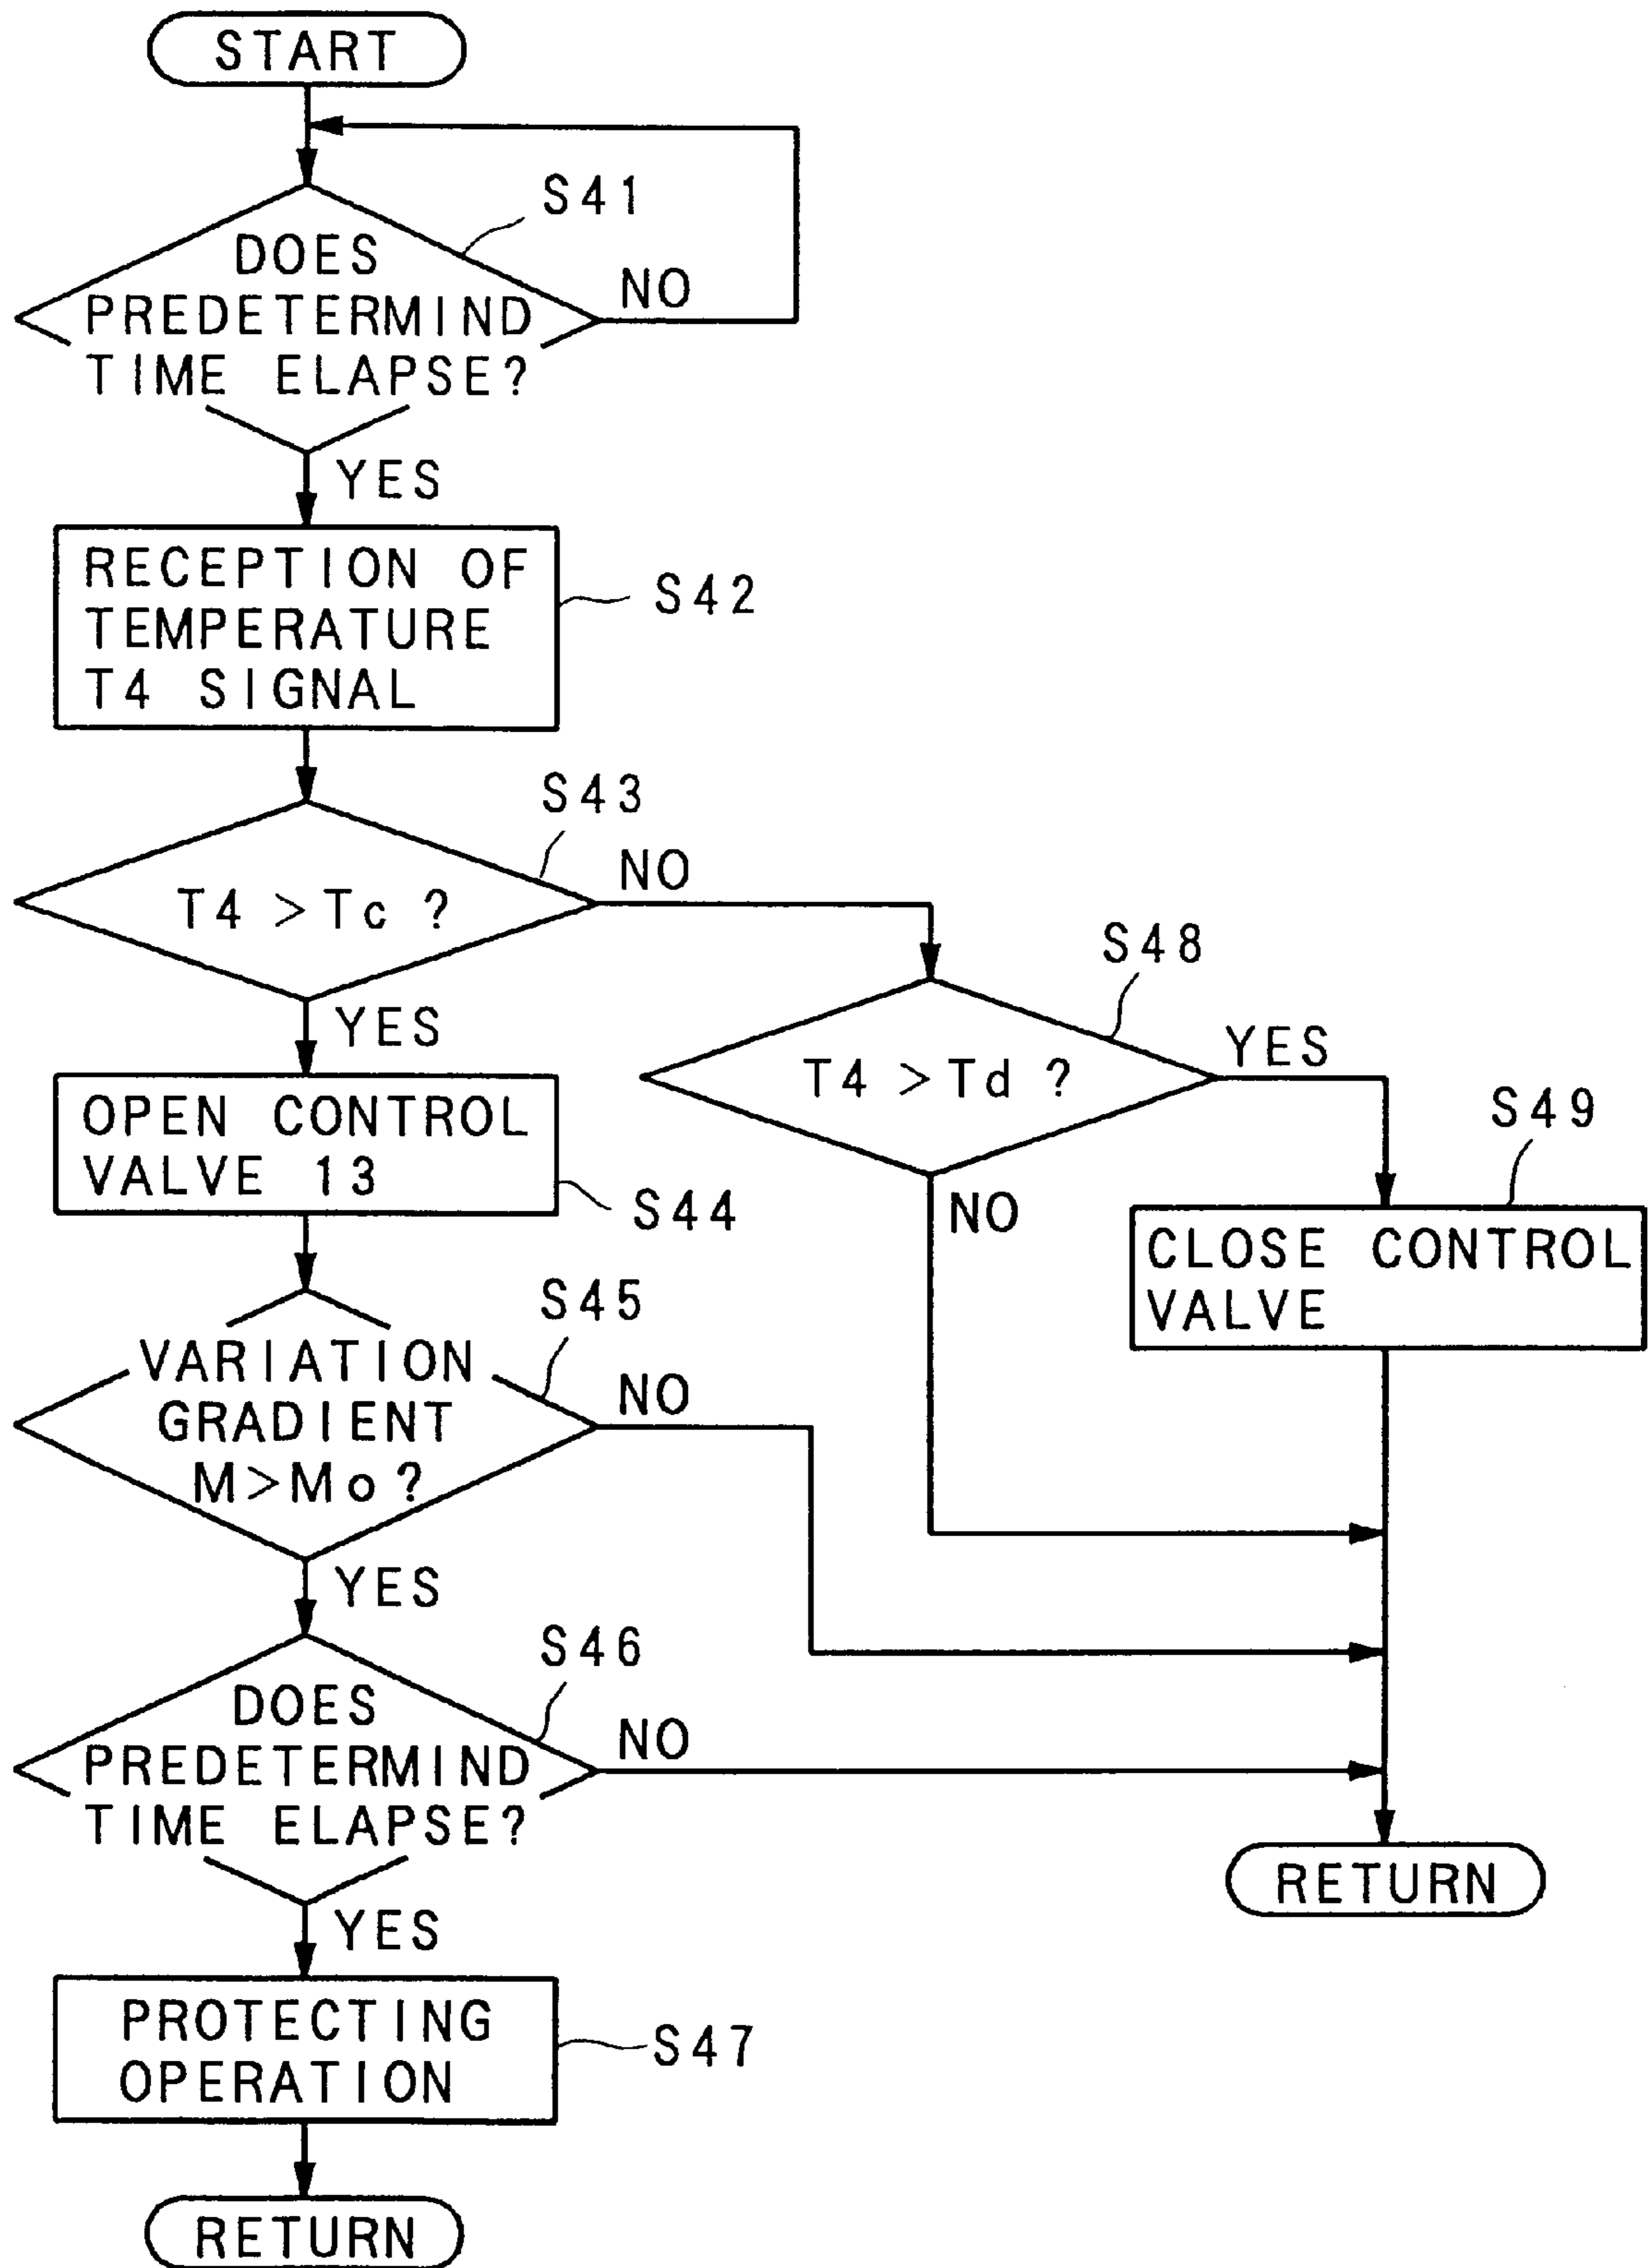 START
S41
DOES
PREDETERMIND
TIME ELAPSE?
NO
YES
RECEPTION OF
TEMPERATURE
T4 SIGNAL
S42
S43
T4 > Tc ?
NO
YES
S48
T4 > Td ?
YES
NO
OPEN CONTROL
VALVE 13
S44
S49
CLOSE CONTROL
VALVE
S45
VARIATION
GRADIENT
M>Mo?
NO
YES
S46
DOES
PREDETERMIND
TIME ELAPSE?
NO
YES
RETURN
PROTECTING
OPERATION
S47
RETURN